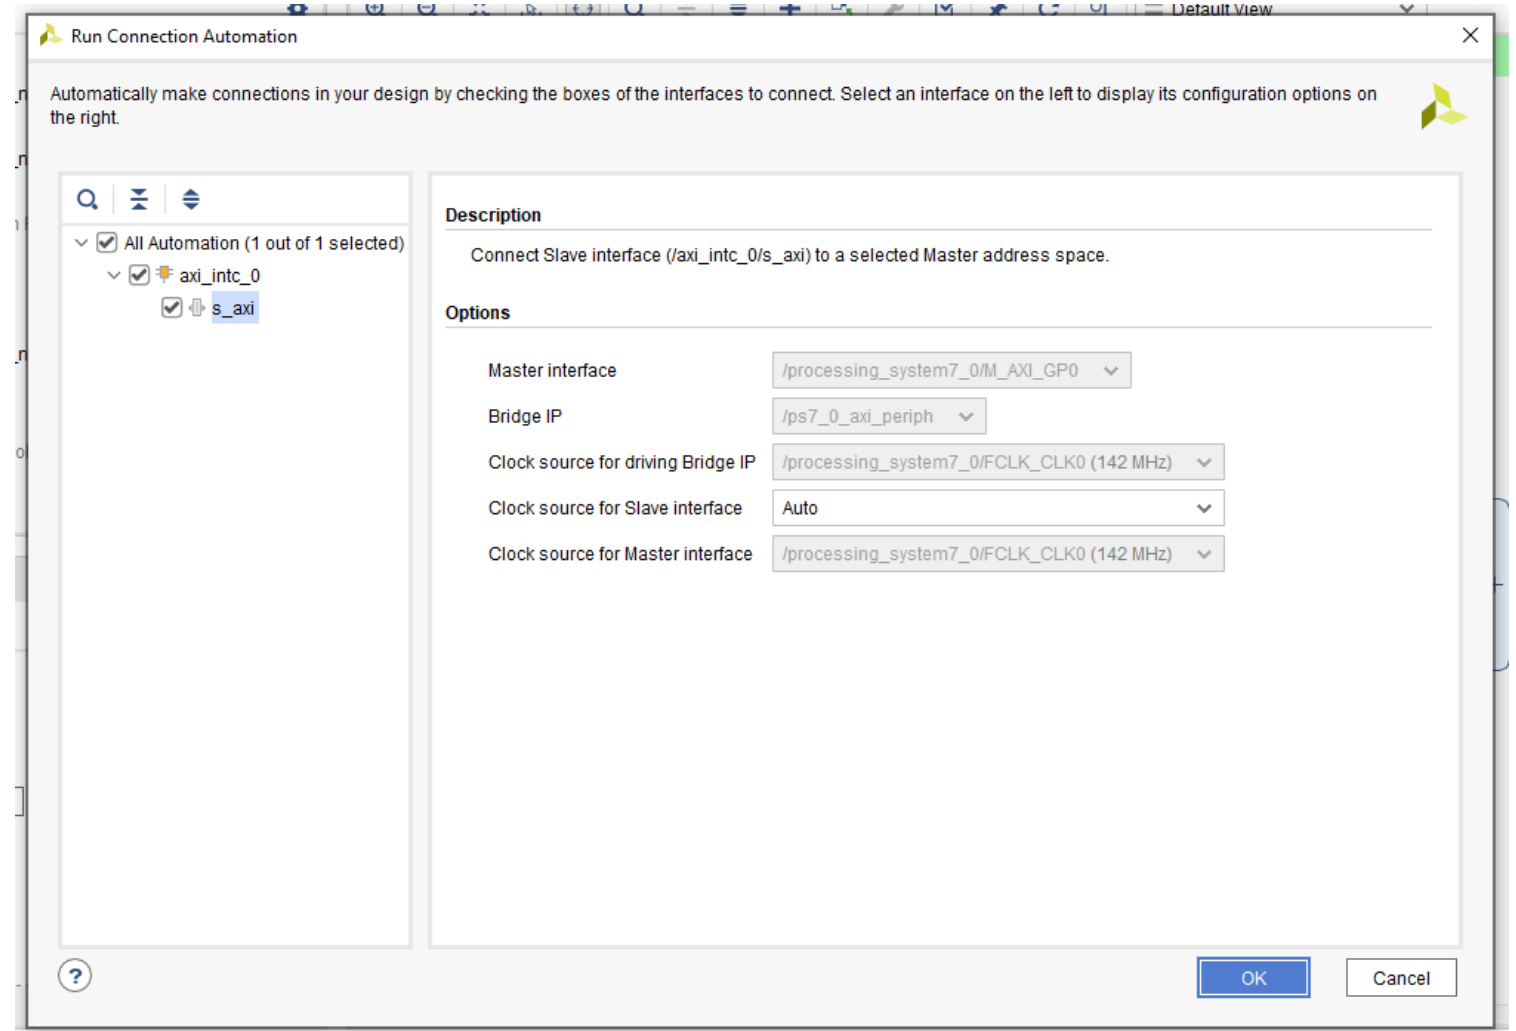 Default View
Run Connection Automation
Automatically make connections in your design by checking the boxes of the interfaces to connect. Select an interface on the left to display its configuration options on
the right.
All Automation (1 out of 1 selected)
axi_intc_0
s_axi
Description
Connect Slave interface (/axi_intc_0/s_axi) to a selected Master address space.
Options
Master interface /processing_system7_0/M_AXI_GP0
Bridge IP /ps7_0_axi_periph
Clock source for driving Bridge IP /processing_system7_0/FCLK_CLK0 (142 MHz)
Clock source for Slave interface Auto
Clock source for Master interface /processing_system7_0/FCLK_CLK0 (142 MHz)
?
OK Cancel